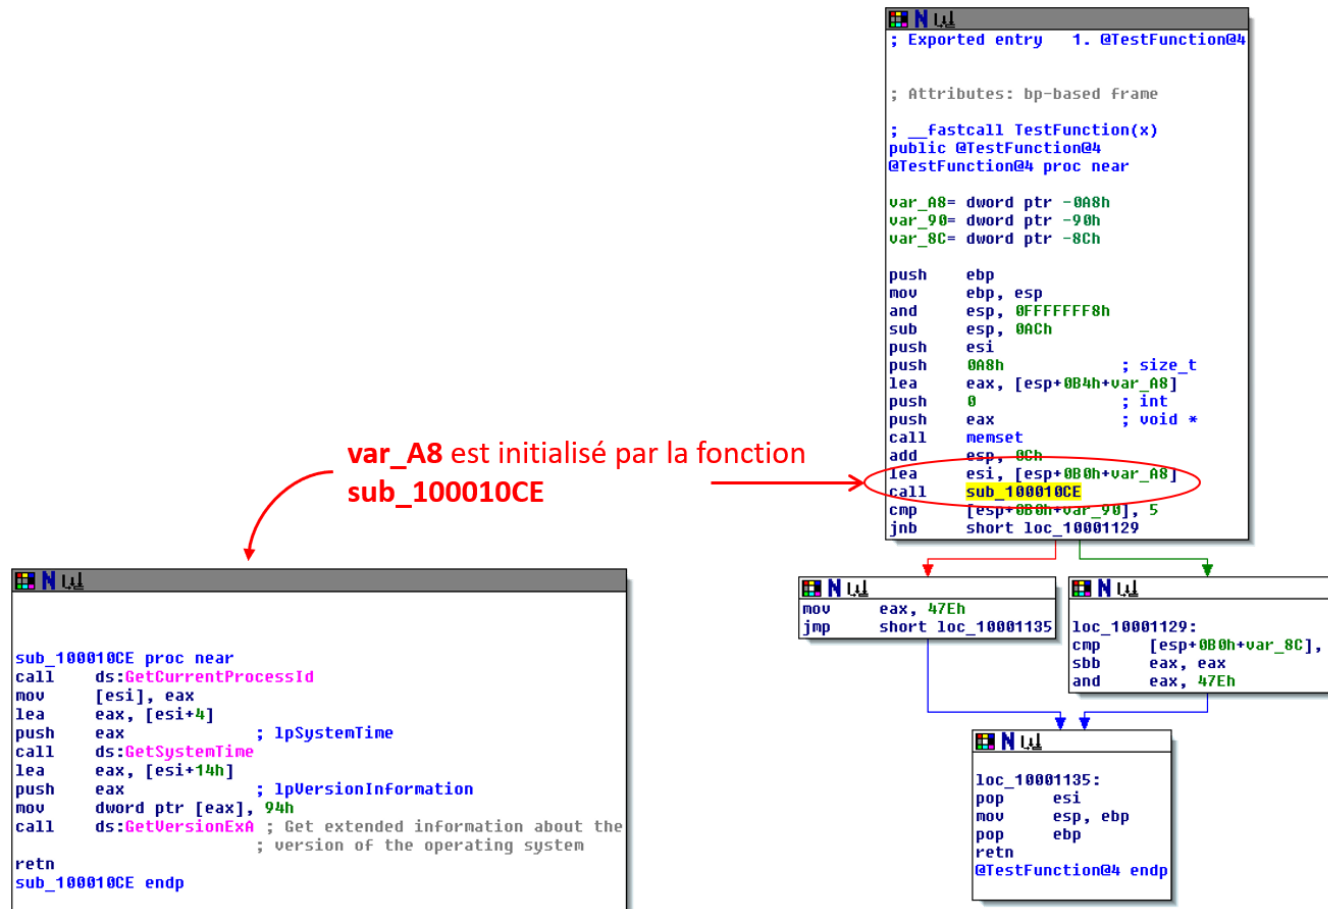 ; Exported entry   1. @TestFunction@4
; Attributes: bp-based frame
; __fastcall TestFunction(x)
public @TestFunction@4
@TestFunction@4 proc near
var_A8= dword ptr -0A8h
var_90= dword ptr -90h
var_8C= dword ptr -8Ch
push    ebp
mov     ebp, esp
and     esp, 0FFFFFFF8h
sub     esp, 0ACh
push    esi
push    0A8h            ; size_t
lea     eax, [esp+0B4h+var_A8]
push    0               ; int
push    eax             ; void *
call    memset
add     esp, 0Ch
lea     esi, [esp+0B0h+var_A8]
call    sub_100010CE
cmp     [esp+0B0h+var_90], 5
jnb     short loc_10001129
var_A8 est initialisé par la fonction
sub_100010CE
sub_100010CE proc near
call    ds:GetCurrentProcessId
mov     [esi], eax
lea     eax, [esi+4]
push    eax             ; lpSystemTime
call    ds:GetSystemTime
lea     eax, [esi+14h]
push    eax             ; lpVersionInformation
mov     dword ptr [eax], 94h
call    ds:GetVersionExA ; Get extended information about the
; version of the operating system
retn
sub_100010CE endp
mov     eax, 47Eh
jmp     short loc_10001135
loc_10001129:
cmp     [esp+0B0h+var_8C],
sbb     eax, eax
and     eax, 47Eh
loc_10001135:
pop     esi
mov     esp, ebp
pop     ebp
retn
@TestFunction@4 endp